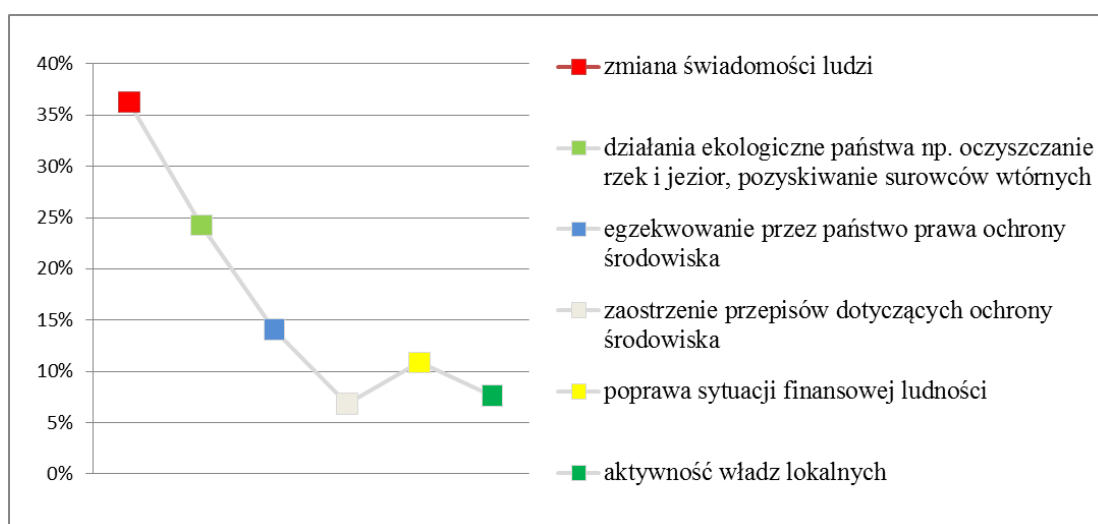 40%
35%
30%
25%
20%
15%
10%
5%
0%
zmiana świadomości ludzi
działania ekologiczne państwa np. oczyszczanie
rzek i jezior, pozyskiwanie surowców wtórnych
egzekwowanie przez państwo prawa ochrony
środowiska
zaostrzenie przepisów dotyczących ochrony
środowiska
poprawa sytuacji finansowej ludności
aktywność władz lokalnych